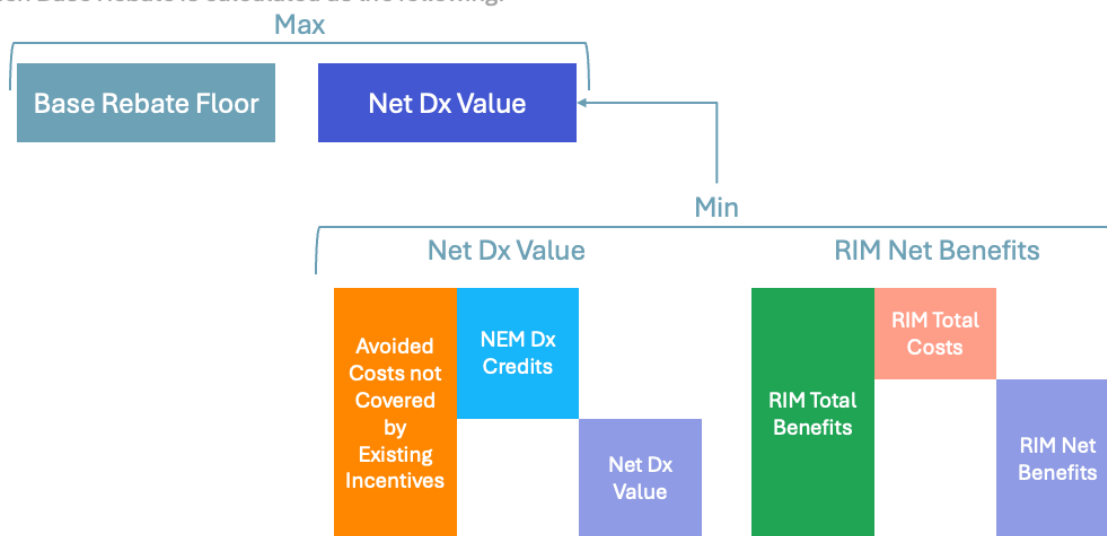 Max
Base Rebate Floor
Net Dx Value
Min
Net Dx Value
RIM Net Benefits
Avoided
Costs not
Covered
by
Existing
Incentives
NEM Dx
Credits
Net Dx
Value
RIM Total
Benefits
RIM Total
Costs
RIM Net
Benefits